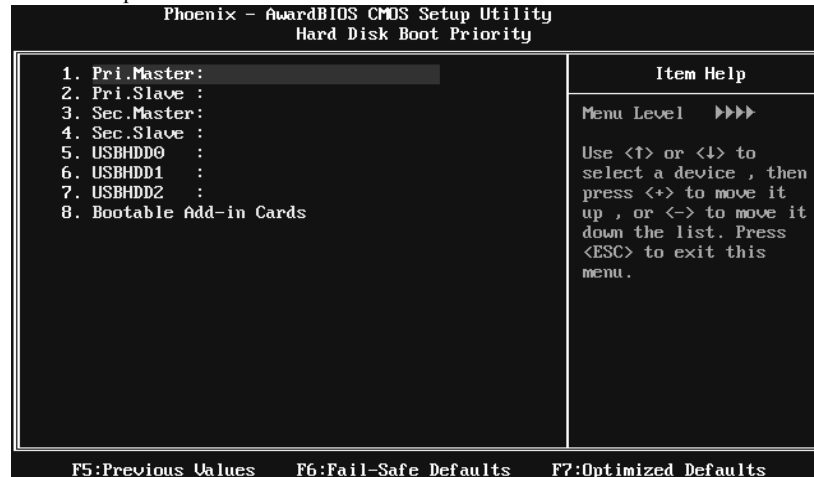 Phoenix - AwardBIOS CMOS Setup Utility
Hard Disk Boot Priority
1. Pri.Master:
2. Pri.Slave :
3. Sec.Master:
4. Sec.Slave :
5. USBHDD0 :
6. USBHDD1 :
7. USBHDD2 :
8. Bootable Add-in Cards
Item Help
Menu Level ▶▶▶▶
Use <↑> or <↓> to
select a device , then
press <+> to move it
up , or <-> to move it
down the list. Press
<ESC> to exit this
menu.
F5:Previous Values F6:Fail-Safe Defaults F7:Optimized Defaults